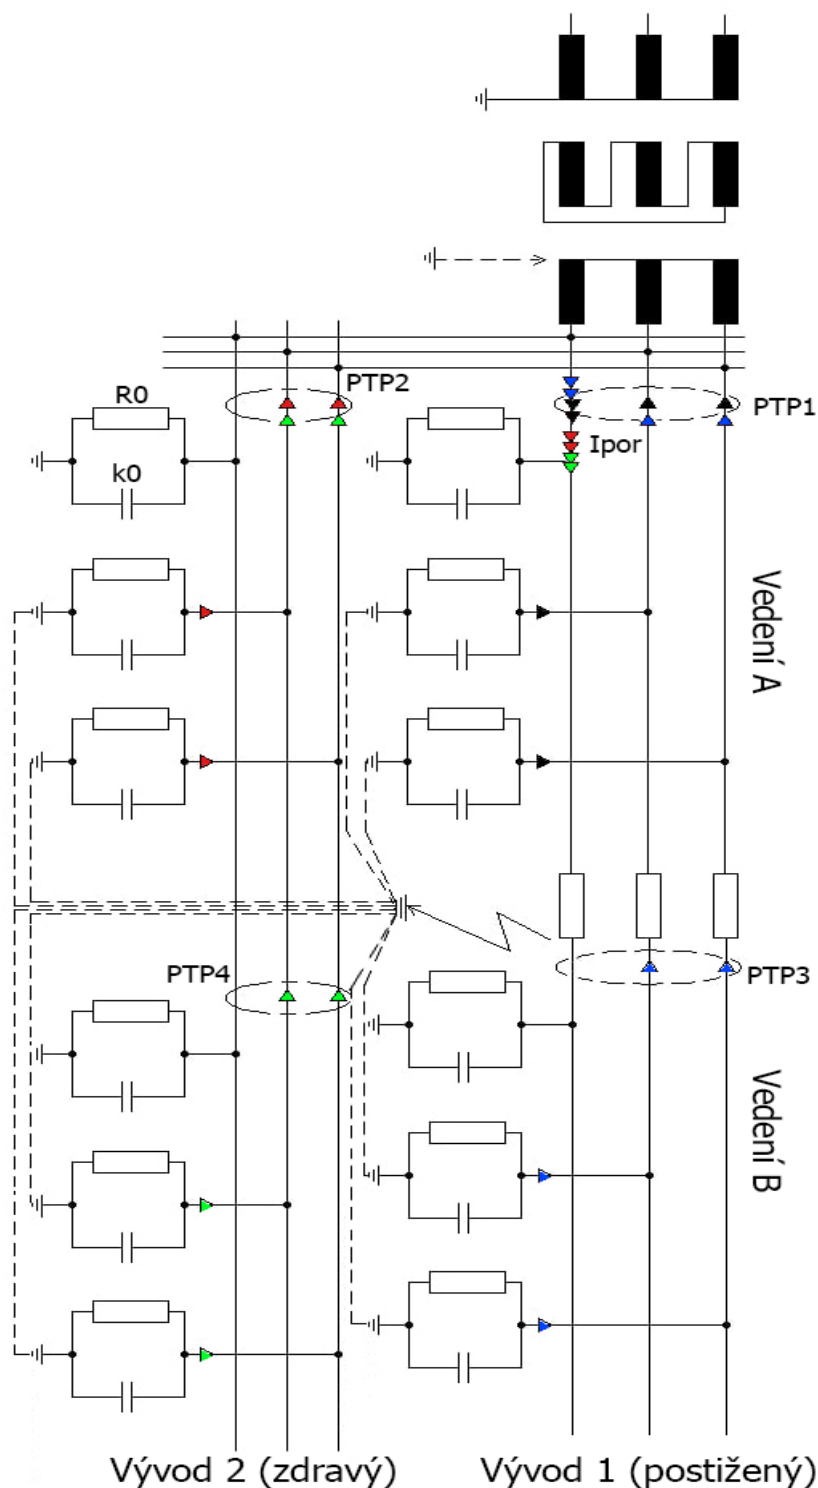 PTP2
R0
PTP1
Ipor
k0
Vedení A
PTP4
PTP3
Vedení B
Vývod 2 (zdravý)
Vývod 1 (postižený)